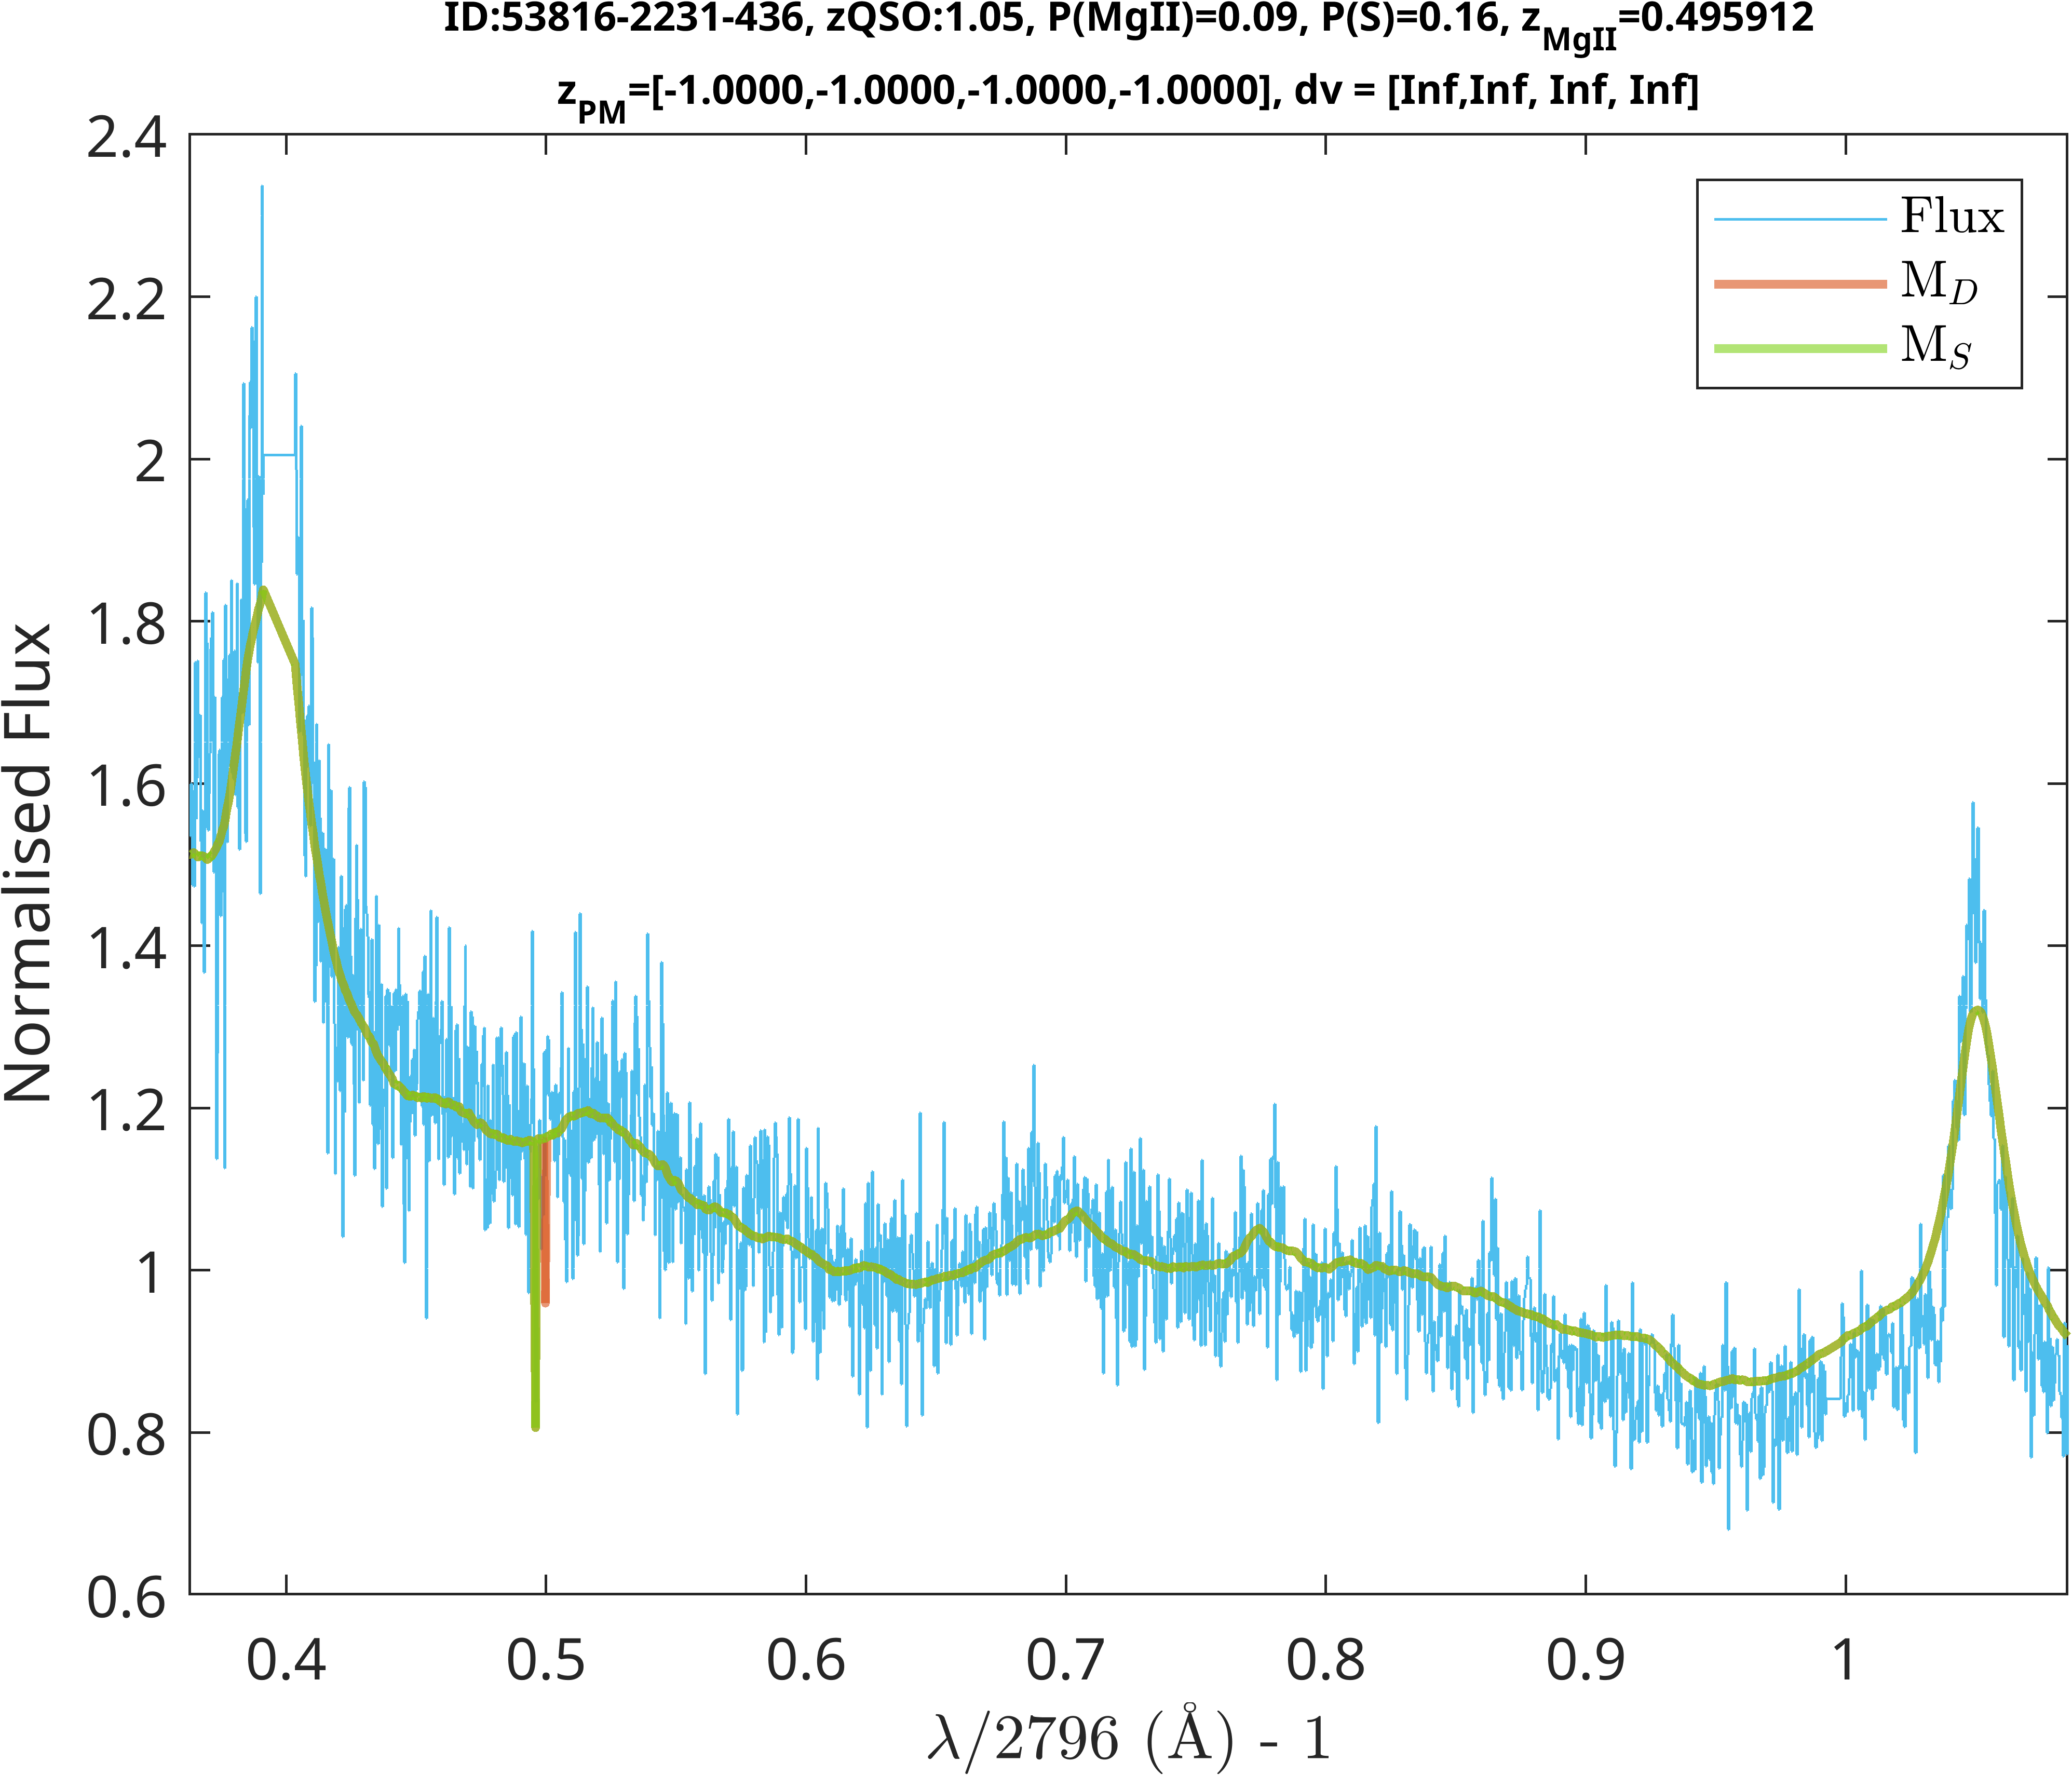 ID:53816-2231-436, zQSO:1.05, P(MgII)=0.09, P(S)=0.16, zMgII=0.495912
zPM=[-1.0000,-1.0000,-1.0000,-1.0000], dv = [Inf,Inf, Inf, Inf]
2.4
2.2
2
1.8
1.6
1.4
1.2
1
0.8
0.6
Normalised Flux
Flux
MD
MS
0.4 0.5 0.6 0.7 0.8 0.9 1
λ/2796 (Å) - 1